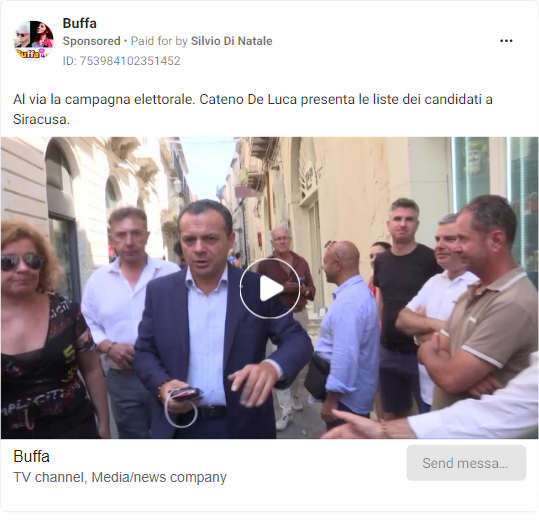 Buffa
Sponsored • Paid for by Silvio Di Natale
ID: 753984102351452
Al via la campagna elettorale. Cateno De Luca presenta le liste dei candidati a
Siracusa.
Buffa
TV channel, Media/news company
Send messa...